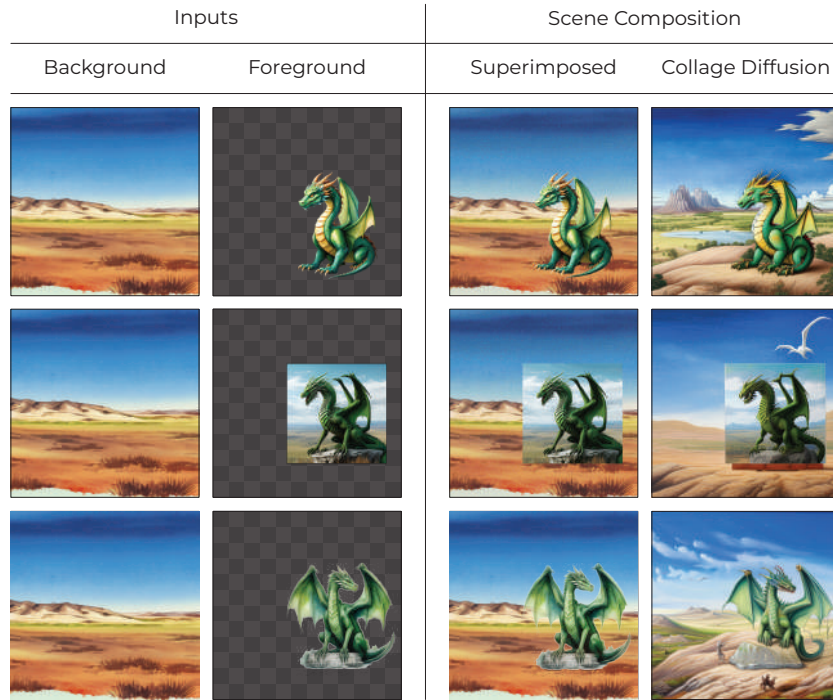 Inputs
Scene Composition
Background
Foreground
Superimposed
Collage Diffusion